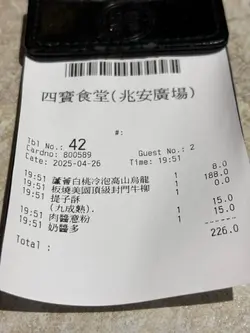 四寶食堂(兆安廣場)
#:
Tbl No.: 42
Cardno: 800589 Guest No.: 2
Date: 2025-04-26 Time: 19:51
19:51 蘆薈白桃冷泡高山烏龍 1 8.0
19:51 板燒美國頂級封門牛柳 1 188.0
19:51 提子酥 1 0.0
(九成熟).
19:51 肉醬意粉 1 15.0
19:51 奶醬多 1 15.0
Total : 226.0